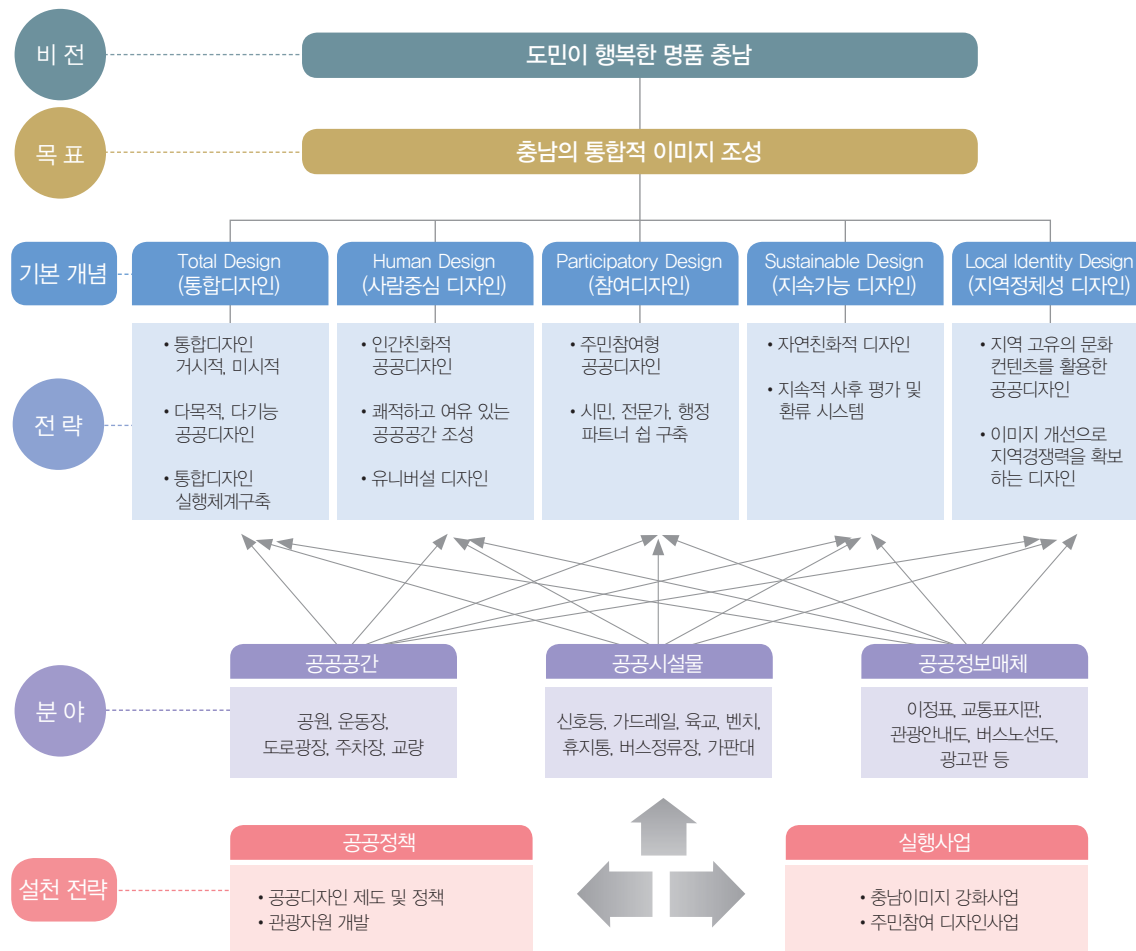 비 전
도민이 행복한 명품 충남
목 표
충남의 통합적 이미지 조성
기본 개념
Total Design
(통합디자인)
Human Design
(사람중심 디자인)
Participatory Design
(참여디자인)
Sustainable Design
(지속가능 디자인)
Local Identity Design
(지역정체성 디자인)
전 략
• 통합디자인
거시적, 미시적
• 다목적, 다기능
공공디자인
• 통합디자인
실행체계구축
• 인간친화적
공공디자인
• 쾌적하고 여유 있는
공공공간 조성
• 유니버설 디자인
• 주민참여형
공공디자인
• 시민, 전문가, 행정
파트너 쉽 구축
• 자연친화적 디자인
• 지속적 사후 평가 및
환류 시스템
• 지역 고유의 문화
컨텐츠를 활용한
공공디자인
• 이미지 개선으로
지역경쟁력을 확보
하는 디자인
분 야
공공공간
공원, 운동장,
도로광장, 주차장, 교량
공공시설물
신호등, 가드레일, 육교, 벤치,
휴지통, 버스정류장, 가판대
공공정보매체
이정표, 교통표지판,
관광안내도, 버스노선도,
광고판 등
설천 전략
공공정책
• 공공디자인 제도 및 정책
• 관광자원 개발
실행사업
• 충남이미지 강화사업
• 주민참여 디자인사업